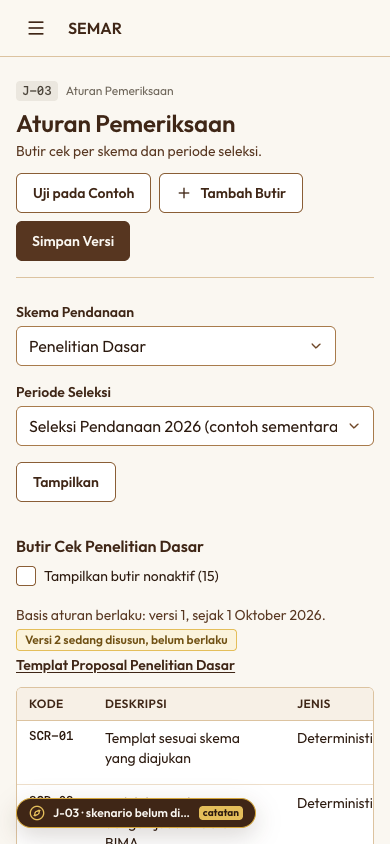 SEMAR
J-03 Aturan Pemeriksaan
Aturan Pemeriksaan
Butir cek per skema dan periode seleksi.
Uji pada Contoh
Tambah Butir
Simpan Versi
Skema Pendanaan
Penelitian Dasar
Periode Seleksi
Seleksi Pendanaan 2026 (contoh sementara
Tampilkan
Butir Cek Penelitian Dasar
Tampilkan butir nonaktif (15)
Basis aturan berlaku: versi 1, sejak 1 Oktober 2026.
Versi 2 sedang disusun, belum berlaku
Templat Proposal Penelitian Dasar
KODE DESKRIPSI JENIS
SCR-01 Templat sesuai skema Deterministi
yang diajukan
Deterministi
J-03 · skenario belum di... catatan
BIMA